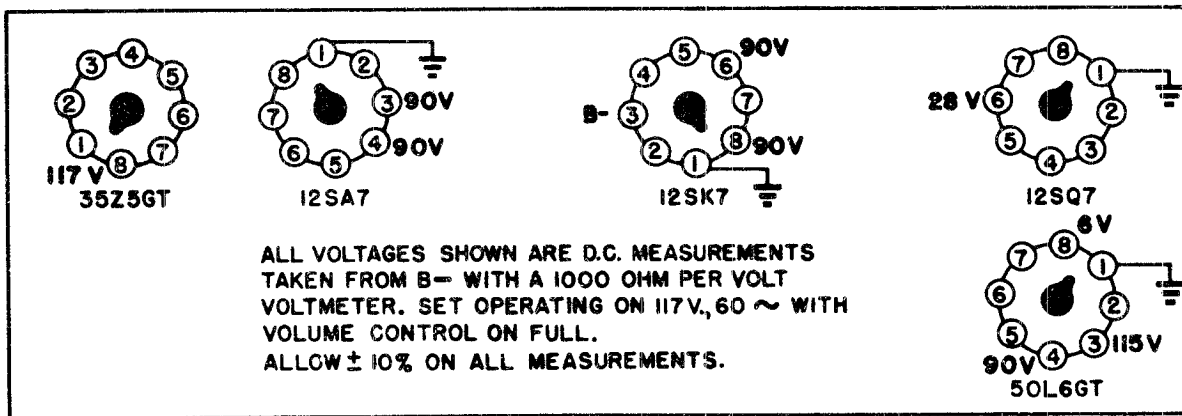 4
3 5
2 6
1 7
8
117 V
35Z5GT
1
8 2
7 3 90V
6 4 90V
5
12SA7
5 90V
4 6
B- 3 7
2 8 90V
1
12SK7
8
7 1
28 V 6 2
5 3
4
12SQ7
ALL VOLTAGES SHOWN ARE D.C. MEASUREMENTS
TAKEN FROM B- WITH A 1000 OHM PER VOLT
VOLTMETER. SET OPERATING ON 117V., 60 ~ WITH
VOLUME CONTROL ON FULL.
ALLOW ± 10% ON ALL MEASUREMENTS.
6V
8
7 1
6 2
5 3 115V
90V 4
50L6GT